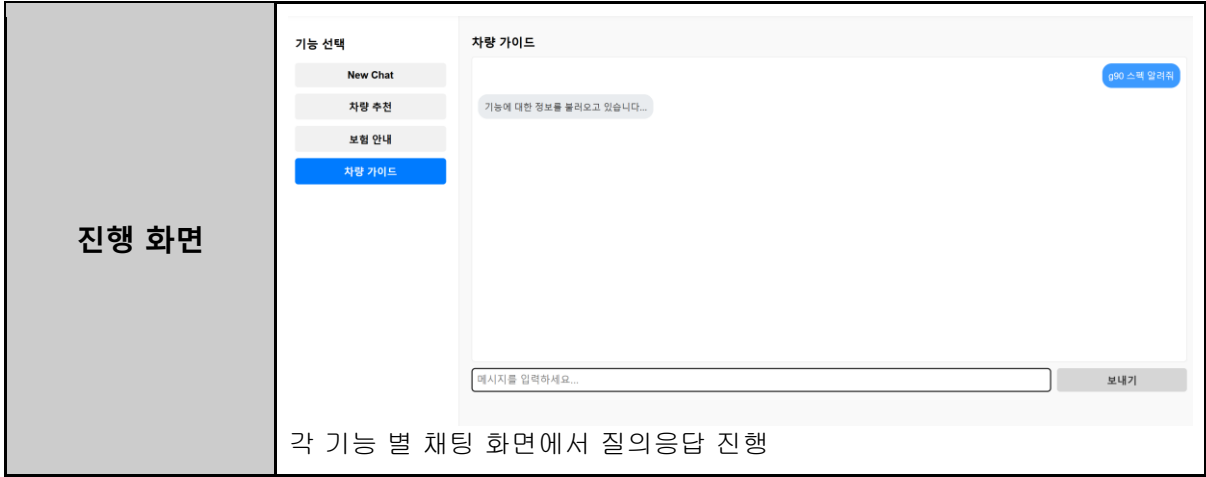 진행 화면
기능 선택
New Chat
차량 추천
보험 안내
차량 가이드
차량 가이드
g90 스펙 알려줘
기능에 대한 정보를 불러오고 있습니다...
메시지를 입력하세요...
보내기
각 기능 별 채팅 화면에서 질의응답 진행